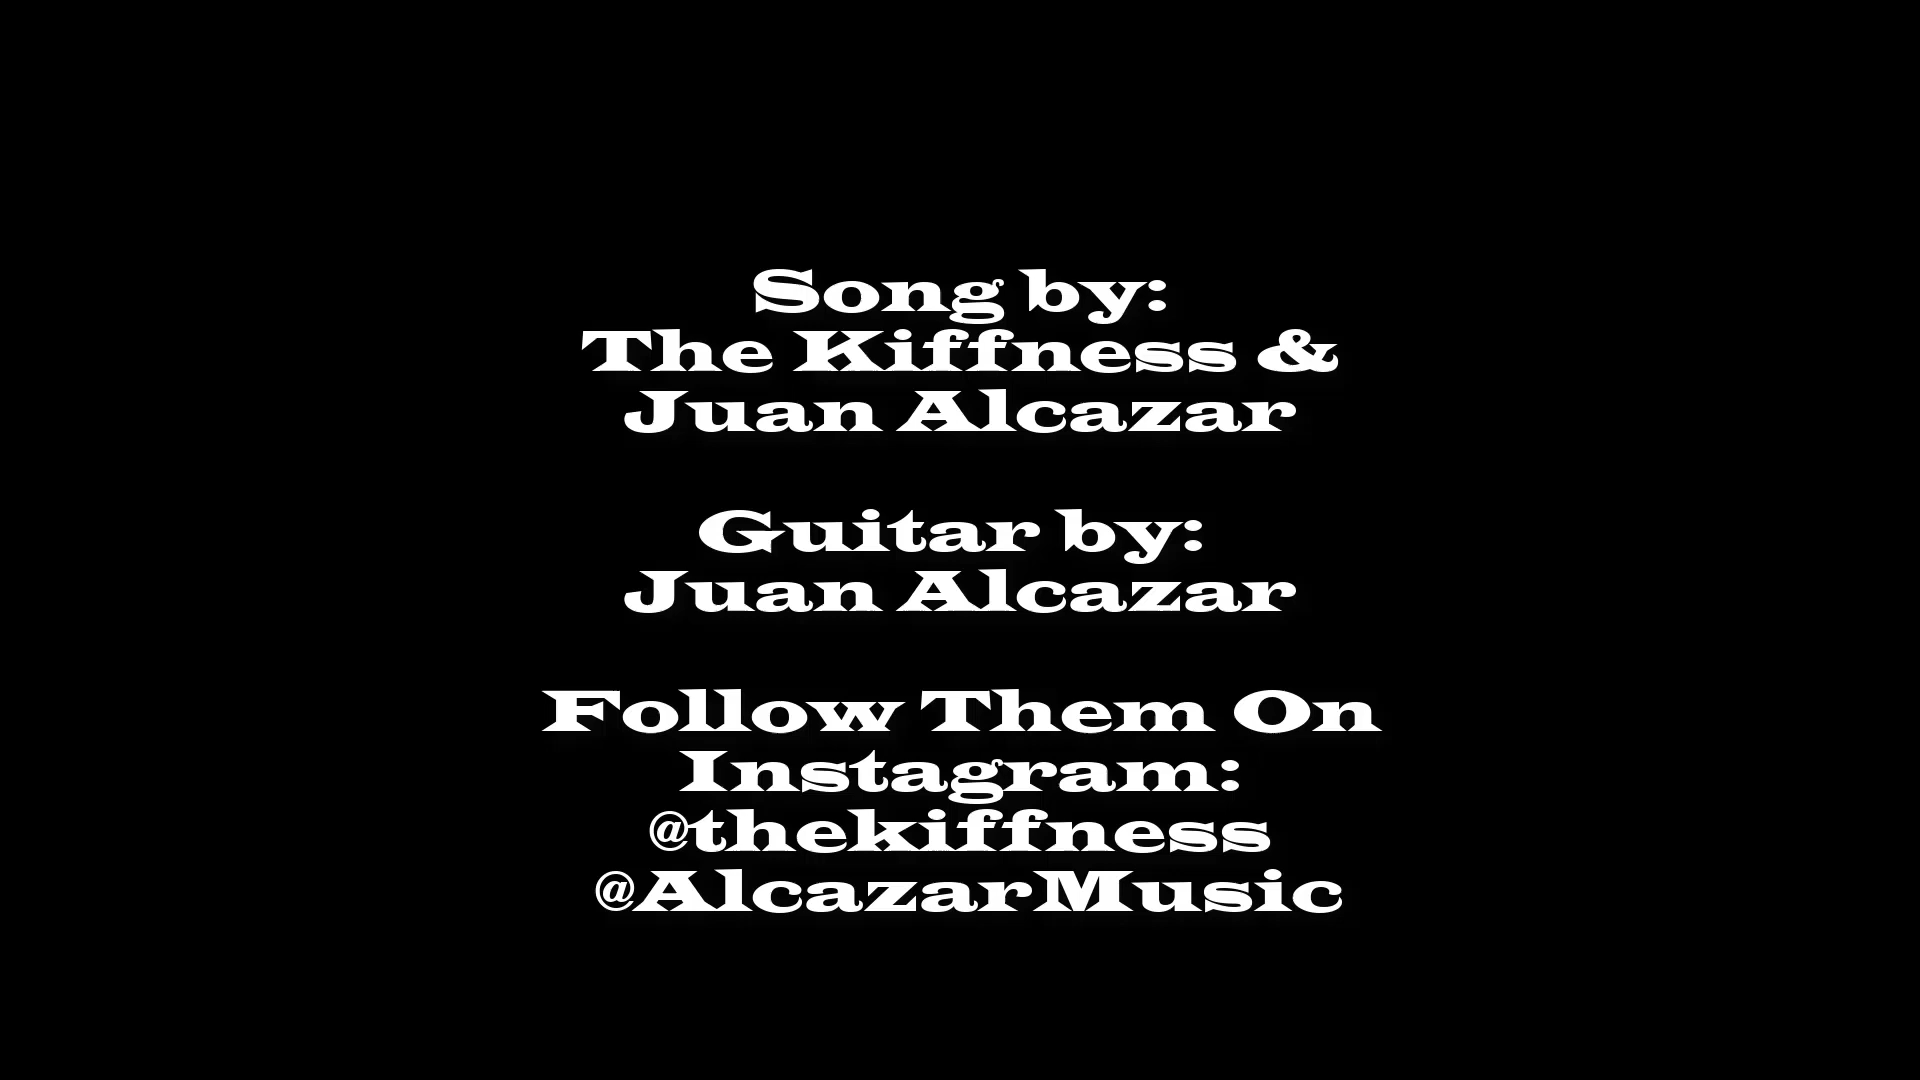 Song by:
The Kiffness &
Juan Alcazar
Guitar by:
Juan Alcazar
Follow Them On
Instagram:
@thekiffness
@AlcazarMusic